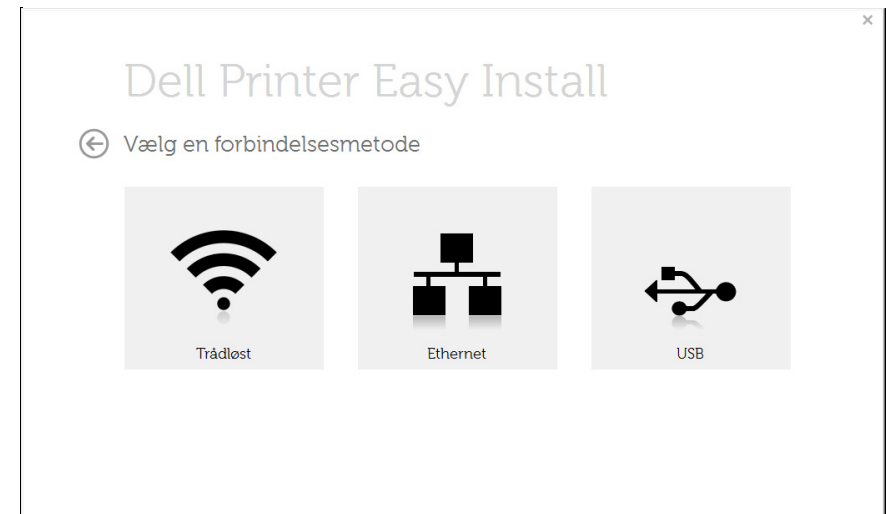 Dell Printer Easy Install
Vælg en forbindelsesmetode
Trådløst
Ethernet
USB